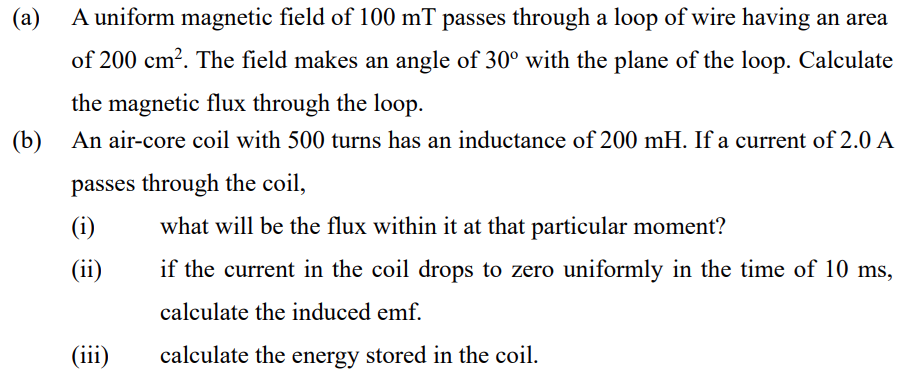 (a) A uniform magnetic field of 100 mT passes through a loop of wire having an area
of 200 cm². The field makes an angle of 30º with the plane of the loop. Calculate
the magnetic flux through the loop.
(b) An air-core coil with 500 turns has an inductance of 200 mH. If a current of 2.0 A
passes through the coil,
(i) what will be the flux within it at that particular moment?
(ii) if the current in the coil drops to zero uniformly in the time of 10 ms,
calculate the induced emf.
(iii) calculate the energy stored in the coil.